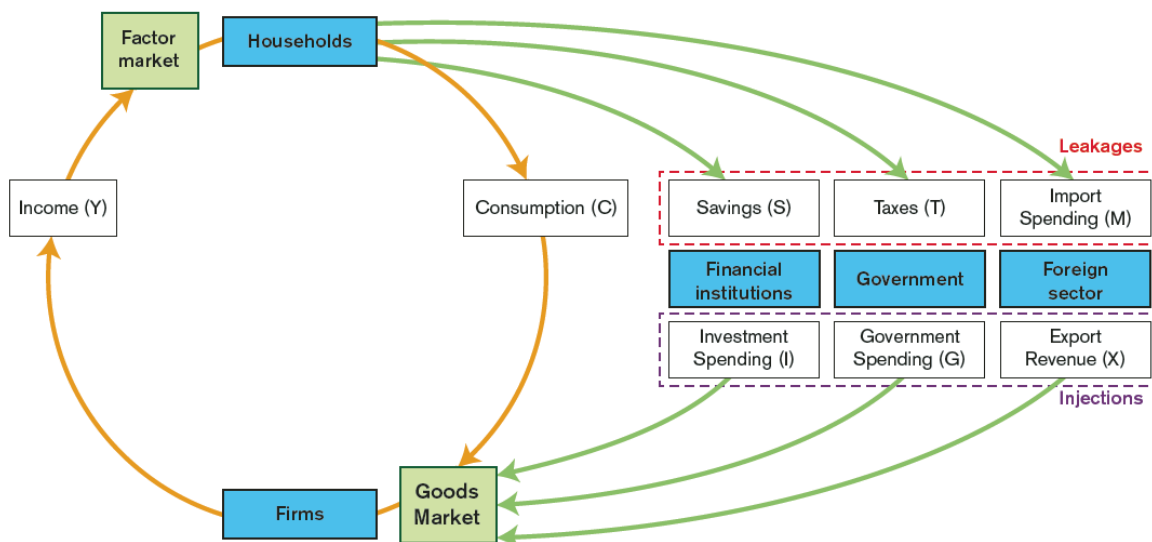 Factor
market
Households
Leakages
Income (Y)
Consumption (C)
Savings (S)
Taxes (T)
Import
Spending (M)
Financial
institutions
Government
Foreign
sector
Investment
Spending (I)
Government
Spending (G)
Export
Revenue (X)
Injections
Goods
Market
Firms